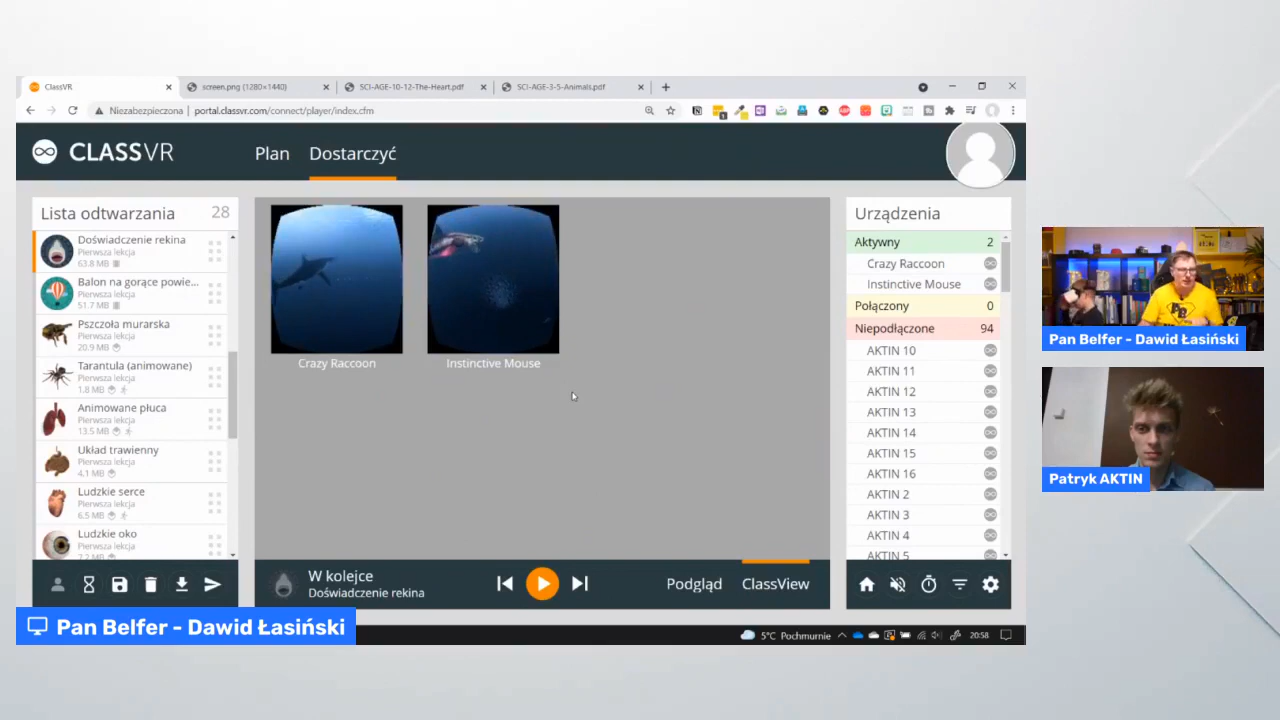 ClassVR
screen.png (1280×1440)
SCI-AGE-10-12-The-Heart.pdf
SCI-AGE-3-5-Animals.pdf
Niezabezpieczona
portal.classvr.com/connect/player/index.cfm
CLASSVR
Plan
Dostarczyć
Lista odtwarzania
28
Doświadczenie rekina
Pierwsza lekcja
63.8 MB
Balon na gorące powie...
Pierwsza lekcja
51.7 MB
Pszczoła murarska
Pierwsza lekcja
20.9 MB
Tarantula (animowane)
Pierwsza lekcja
1.8 MB
Animowane płuca
Pierwsza lekcja
13.5 MB
Układ trawienny
Pierwsza lekcja
4.1 MB
Ludzkie serce
Pierwsza lekcja
6.5 MB
Ludzkie oko
Pierwsza lekcja
7.2 MB
Crazy Raccoon
Instinctive Mouse
W kolejce
Doświadczenie rekina
Podgląd
ClassView
Urządzenia
Aktywny 2
Crazy Raccoon
Instinctive Mouse
Połączony 0
Niepodłączone 94
AKTIN 10
AKTIN 11
AKTIN 12
AKTIN 13
AKTIN 14
AKTIN 15
AKTIN 16
AKTIN 2
AKTIN 3
AKTIN 4
AKTIN 5
5°C Pochmurnie
20:58
Pan Belfer - Dawid Łasiński
Pan Belfer - Dawid Łasiński
Patryk AKTIN